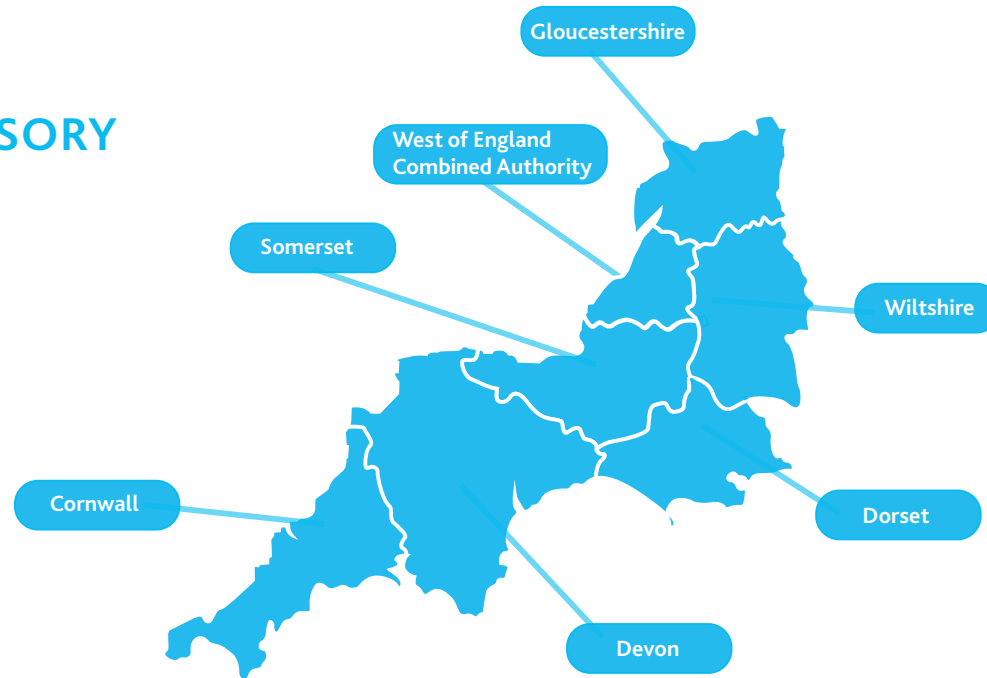 Gloucestershire
SORY
West of England
Combined Authority
Somerset
Wiltshire
Cornwall
Dorset
Devon